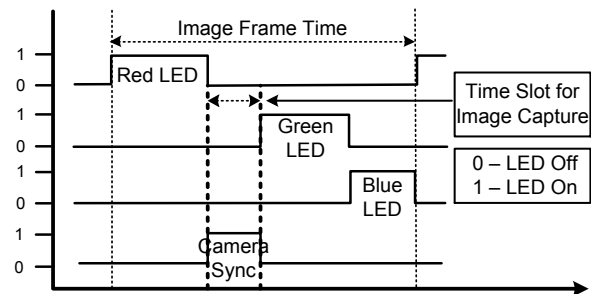 Image Frame Time
1
0
Red LED
Time Slot for
Image Capture
1
0
Green
LED
0 – LED Off
1 – LED On
1
0
Blue
LED
1
0
Camera
Sync